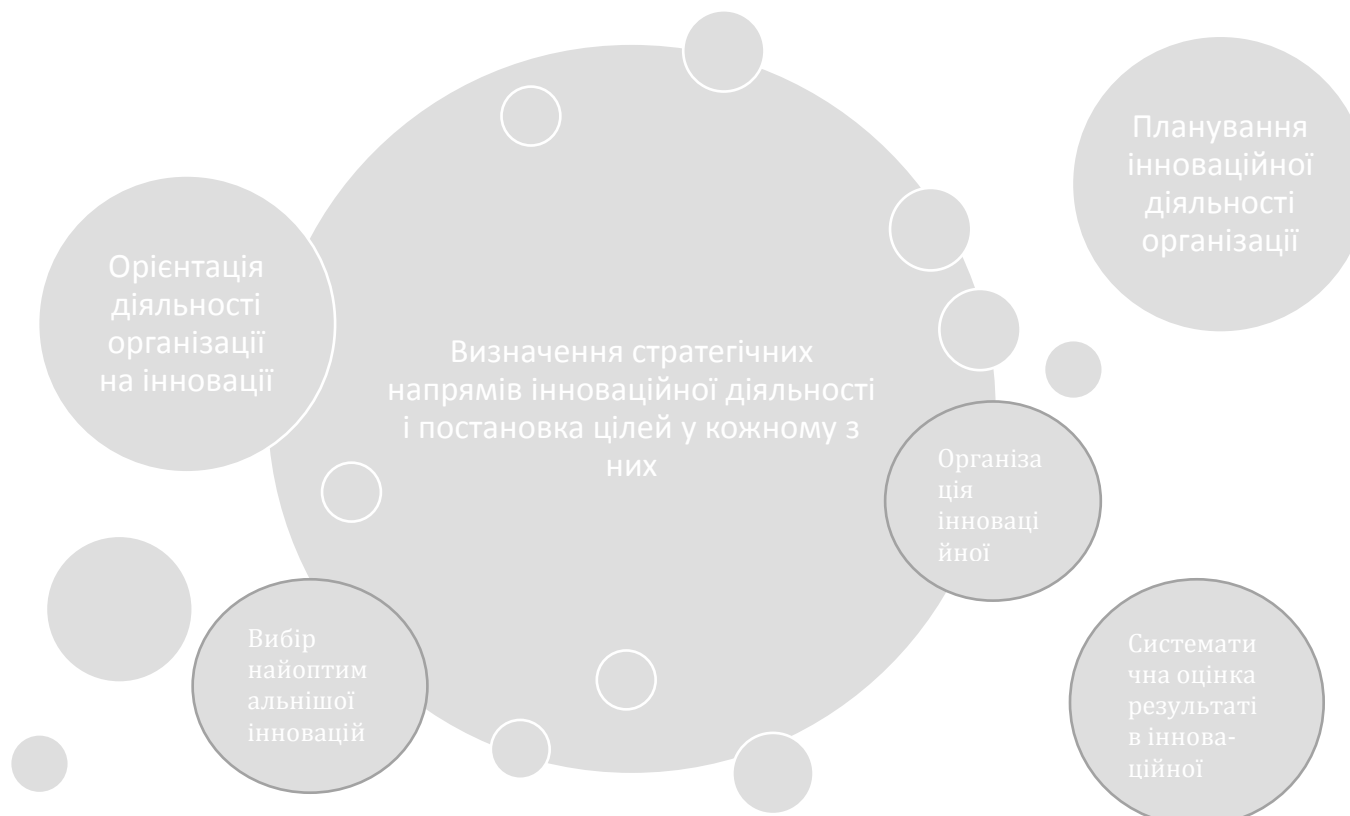 Планування
інноваційної
діяльності
організації
Орієнтація
діяльності
організації
на інновації
Визначення стратегічних
напрямів інноваційної діяльності
і постановка цілей у кожному з
них
Організа
ція
інноваці
йної
Вибір
найоптим
альнішої
інновацій
Системати
чна оцінка
результаті
в іннова-
ційної